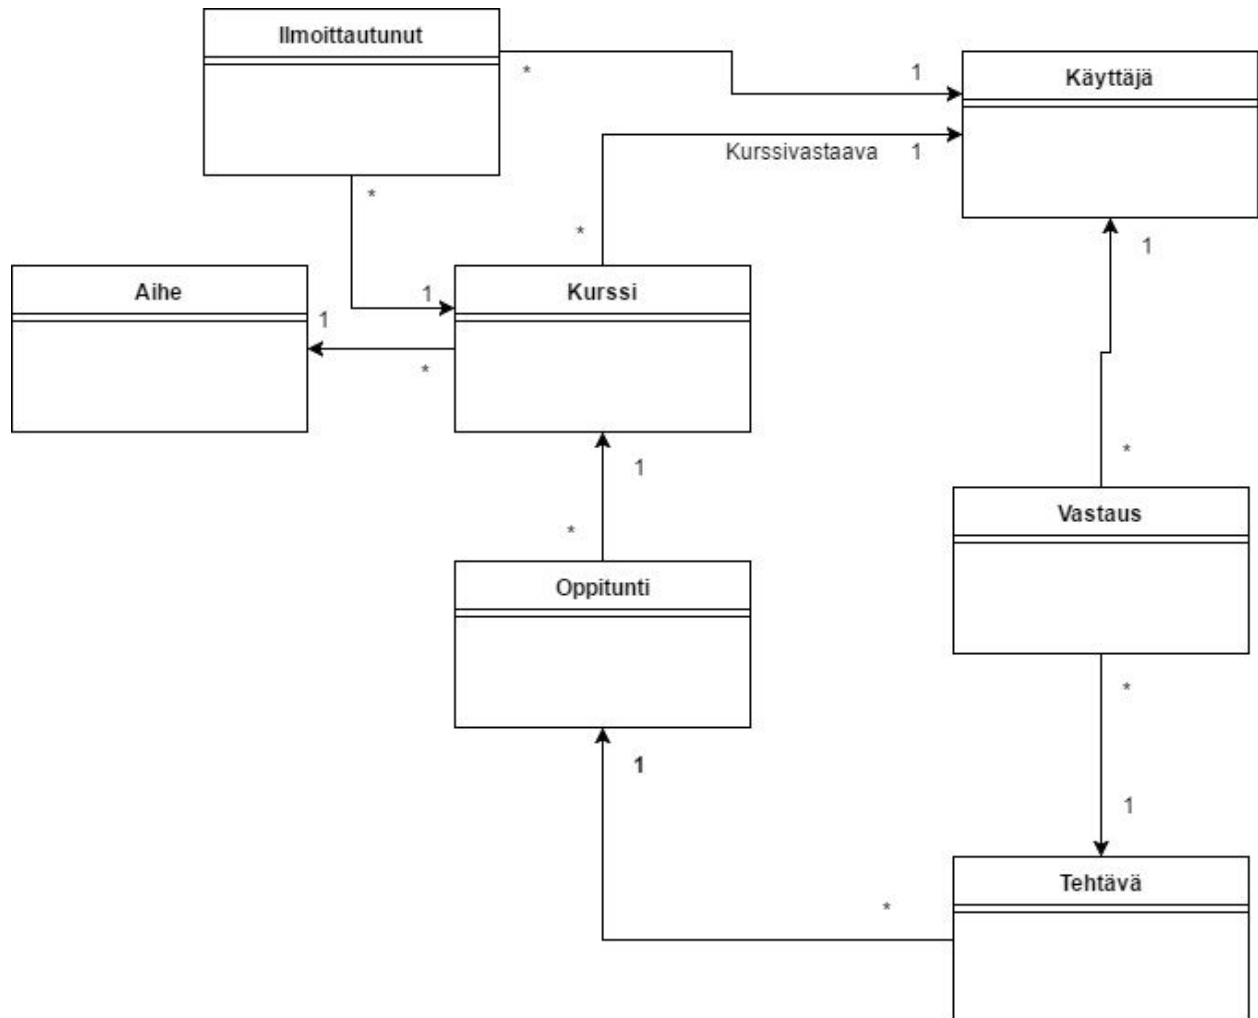 Ilmoittautunut
*
1
Käyttäjä
Kurssivastaava 1
*
*
1
Aihe
1
Kurssi
*
1
*
1
*
*
Vastaus
Oppitunti
*
1
1
Tehtävä
*